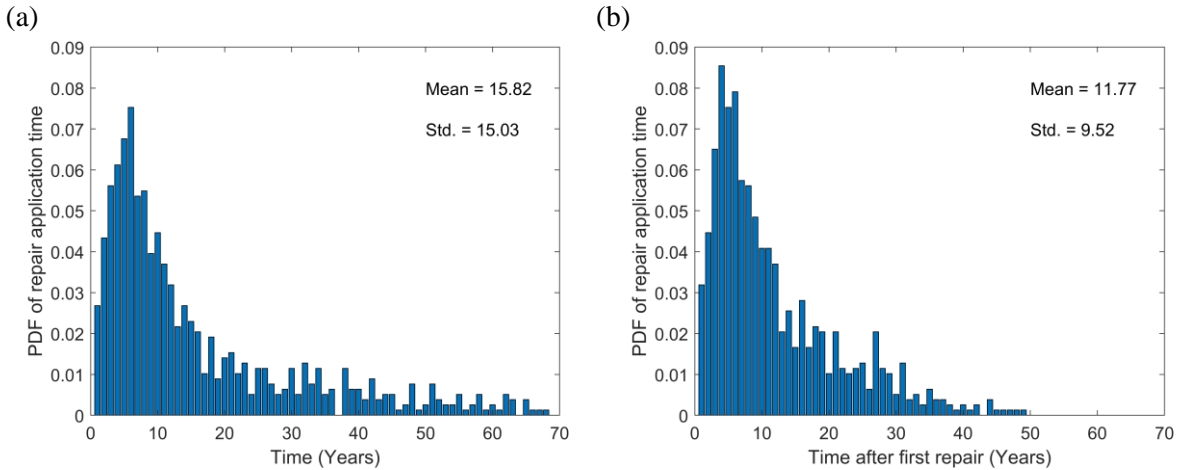 (a)
0.09
0.08
0.07
0.06
0.05
0.04
0.03
0.02
0.01
0
PDF of repair application time
Mean = 15.82
Std. = 15.03
0 10 20 30 40 50 60 70
Time (Years)
(b)
0.09
0.08
0.07
0.06
0.05
0.04
0.03
0.02
0.01
0
PDF of repair application time
Mean = 11.77
Std. = 9.52
0 10 20 30 40 50 60 70
Time after first repair (Years)